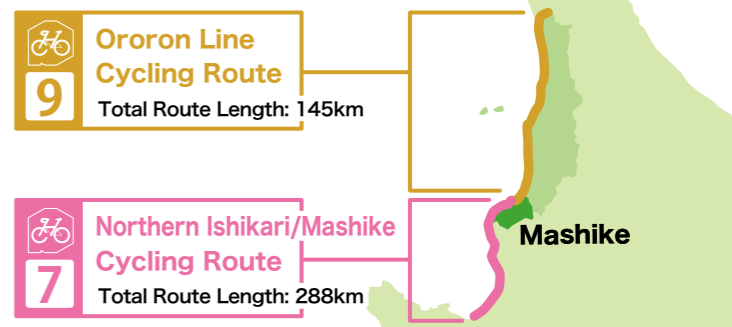 Ororon Line
Cycling Route
9
Total Route Length: 145km
Northern Ishikari/Mashike
Cycling Route
7
Total Route Length: 288km
Mashike